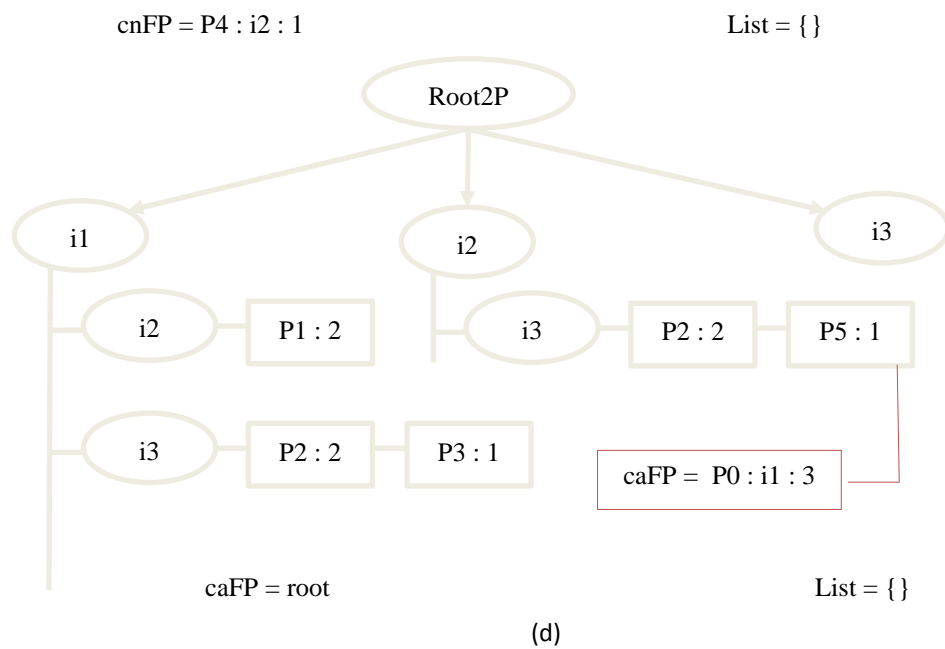 cnFP = P4 : i2 : 1
List = {}
Root2P
i1
i2
i3
i2
P1 : 2
i3
P2 : 2
P5 : 1
i3
P2 : 2
P3 : 1
caFP = P0 : i1 : 3
caFP = root
List = {}
(d)